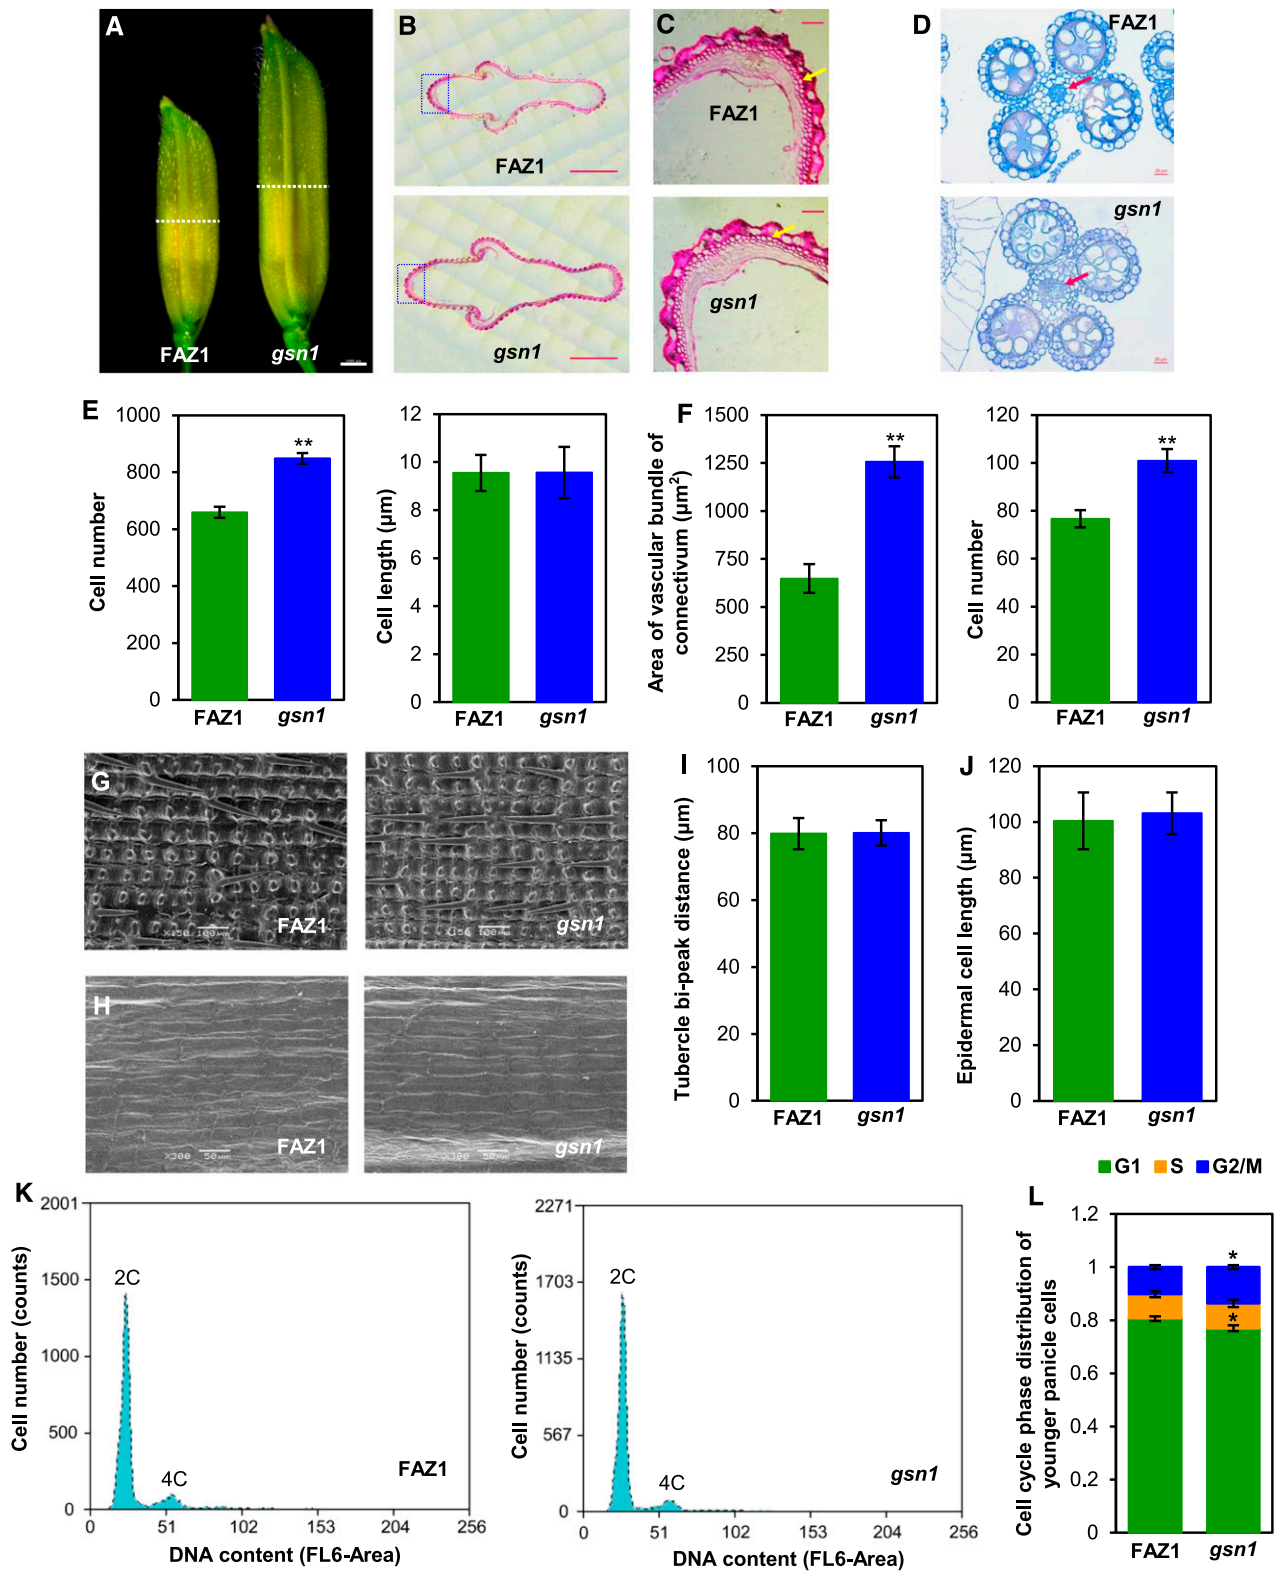 A
FAZ1
gsn1
B
FAZ1
gsn1
C
FAZ1
gsn1
D
FAZ1
gsn1
E
1000
800
600
400
200
0
Cell number
FAZ1
gsn1
**
12
10
8
6
4
2
0
Cell length (µm)
FAZ1
gsn1
F
1500
1250
1000
750
500
250
0
Area of vascular bundle of
connectivum (µm²)
FAZ1
gsn1
**
120
100
80
60
40
20
0
Cell number
FAZ1
gsn1
**
G
X150 100µm
FAZ1
X150 100µm
gsn1
H
X300 50µm
FAZ1
X300 50µm
gsn1
I
100
80
60
40
20
0
Tubercle bi-peak distance (µm)
FAZ1
gsn1
J
120
100
80
60
40
20
0
Epidermal cell length (µm)
FAZ1
gsn1
K
2001
1500
1000
500
0
Cell number (counts)
2C
4C
FAZ1
0 51 102 153 204 256
DNA content (FL6-Area)
2271
1703
1135
567
0
Cell number (counts)
2C
4C
gsn1
0 51 102 153 204 256
DNA content (FL6-Area)
G1 S G2/M
L
1.2
1
0.8
0.6
0.4
0.2
0
Cell cycle phase distribution of
younger panicle cells
*
*
FAZ1
gsn1